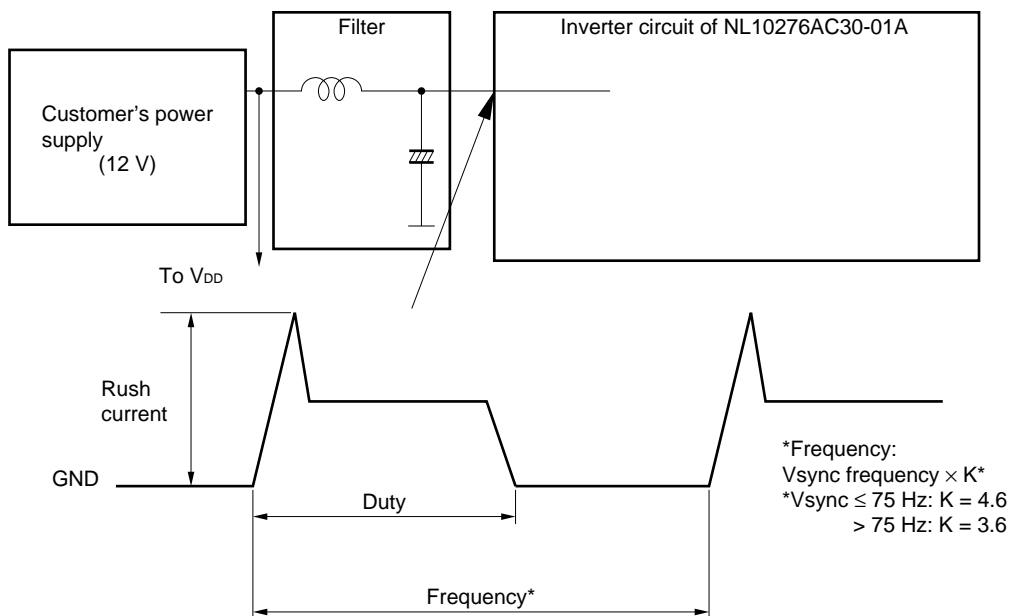 Filter
Inverter circuit of NL10276AC30-01A
Customer’s power
supply
(12 V)
To VDD
Rush
current
GND
Duty
*Frequency:
Vsync frequency × K*
*Vsync ≤ 75 Hz: K = 4.6
> 75 Hz: K = 3.6
Frequency*